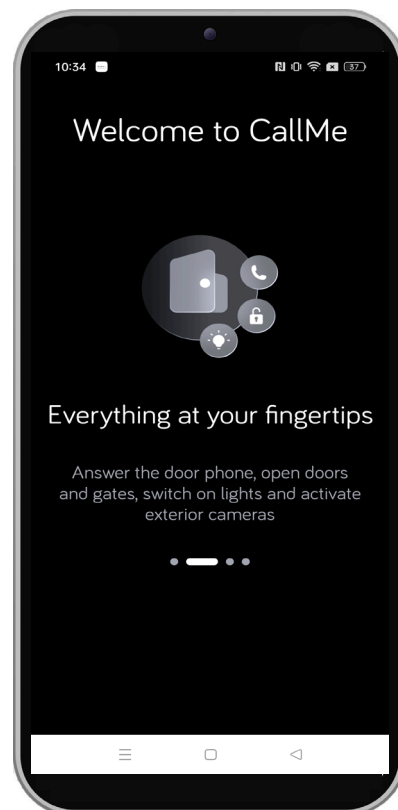 10:34
37
Welcome to CallMe
Everything at your fingertips
Answer the door phone, open doors
and gates, switch on lights and activate
exterior cameras